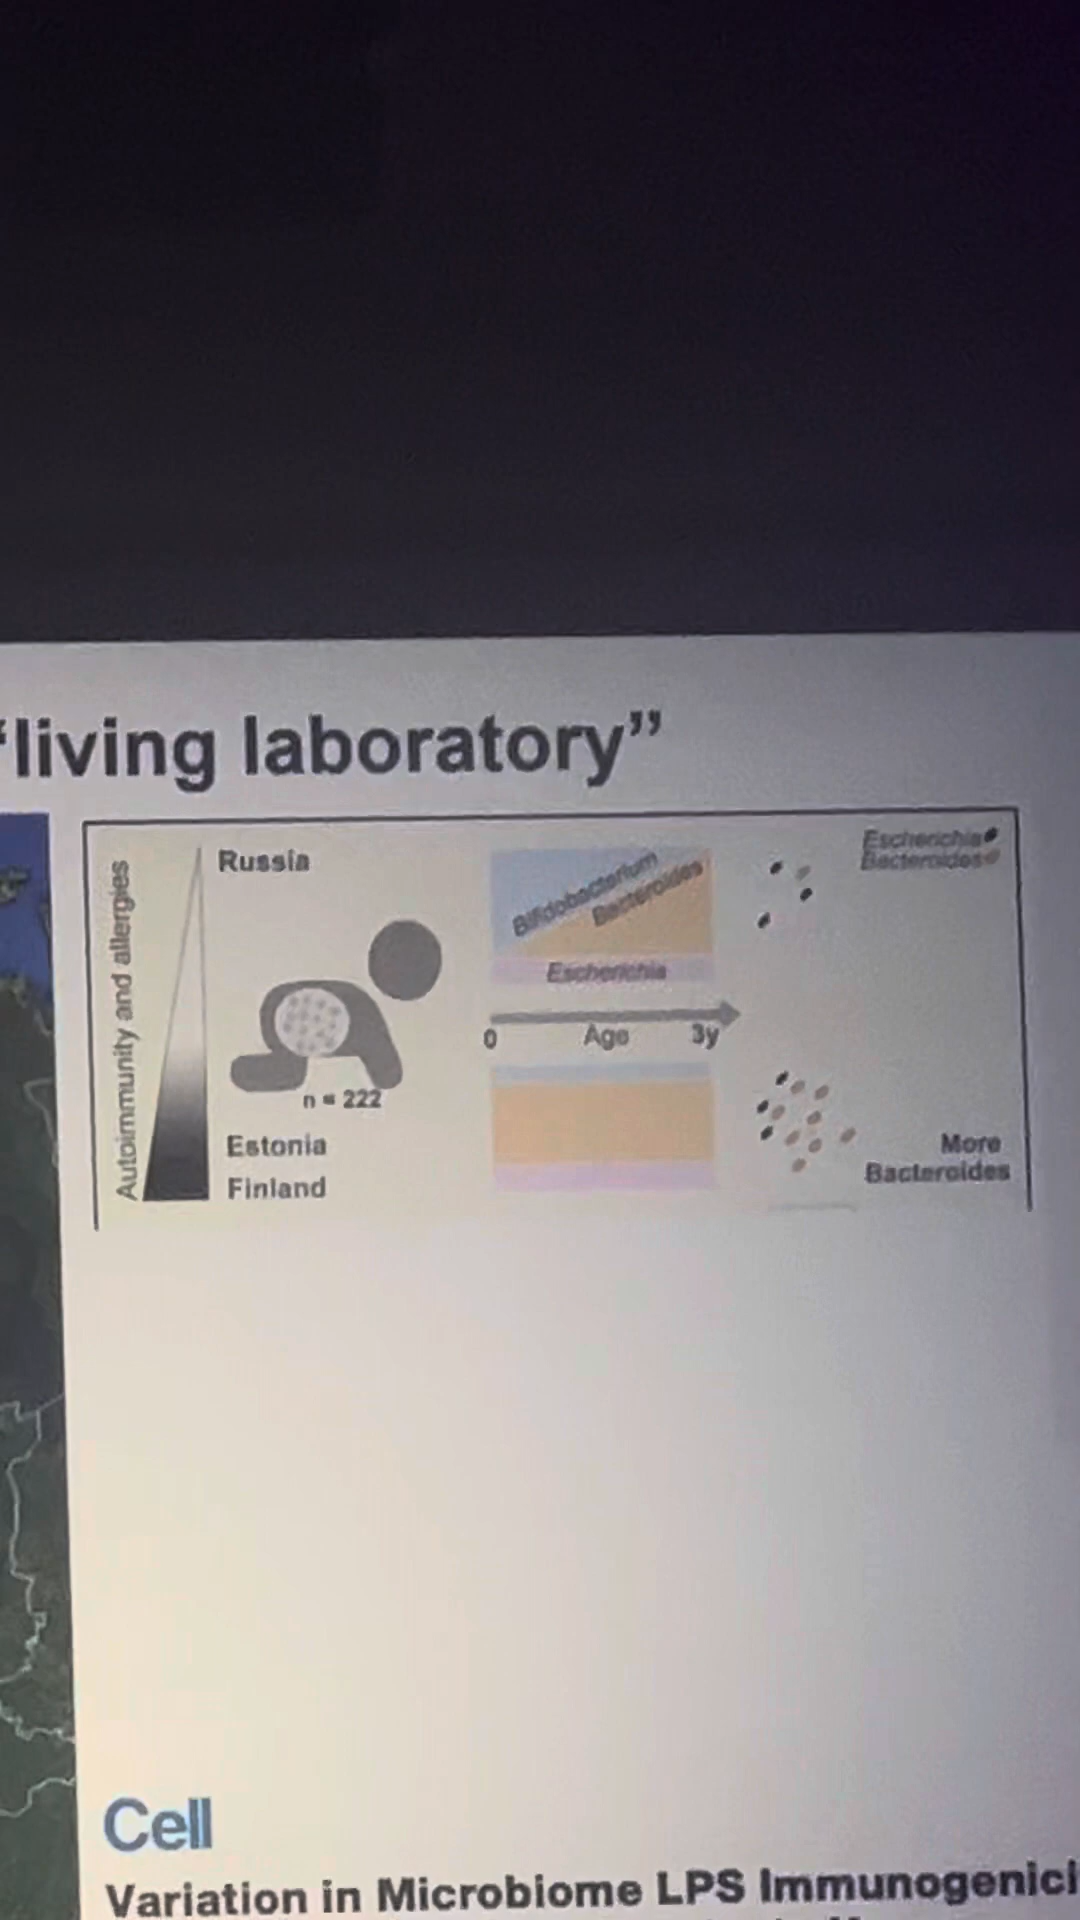 “living laboratory”
Autoimmunity and allergies
Russia
n = 222
Estonia
Finland
Bifidobacterium
Bacteroides
Escherichia
0 Age 3y
Escherichia
Bacteroides
More
Bacteroides
Cell
Variation in Microbiome LPS Immunogenici